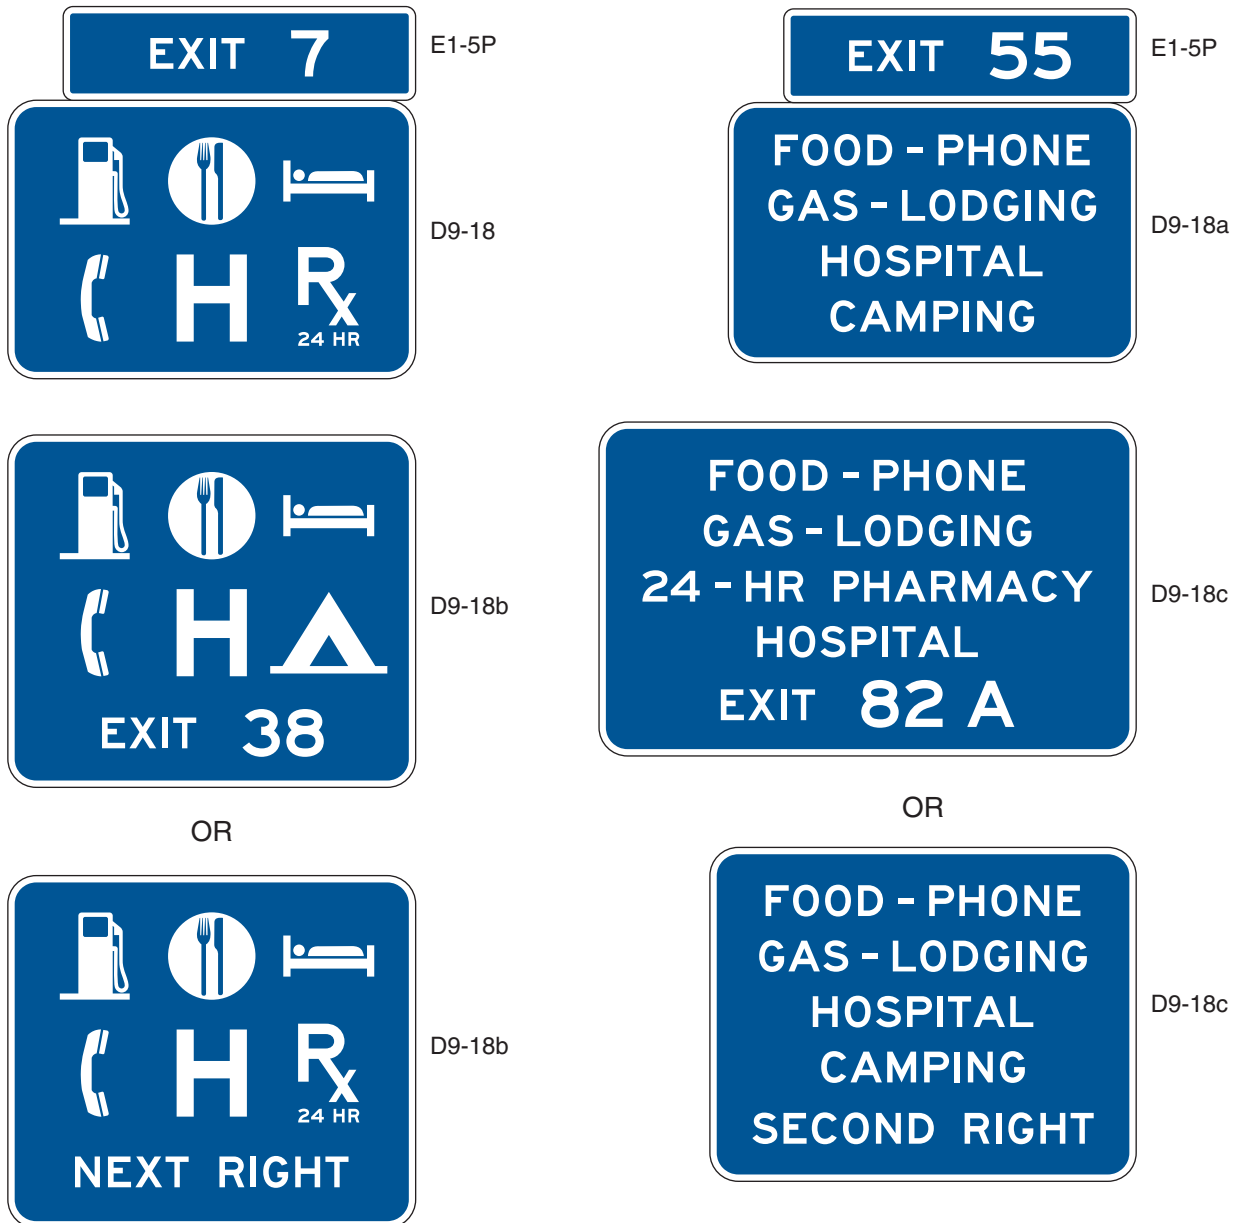 EXIT 7
E1-5P
H
Rx
24 HR
D9-18
H
EXIT 38
D9-18b
OR
H
Rx
24 HR
NEXT RIGHT
D9-18b
EXIT 55
E1-5P
FOOD - PHONE
GAS - LODGING
HOSPITAL
CAMPING
D9-18a
FOOD - PHONE
GAS - LODGING
24 - HR PHARMACY
HOSPITAL
EXIT 82 A
D9-18c
OR
FOOD - PHONE
GAS - LODGING
HOSPITAL
CAMPING
SECOND RIGHT
D9-18c